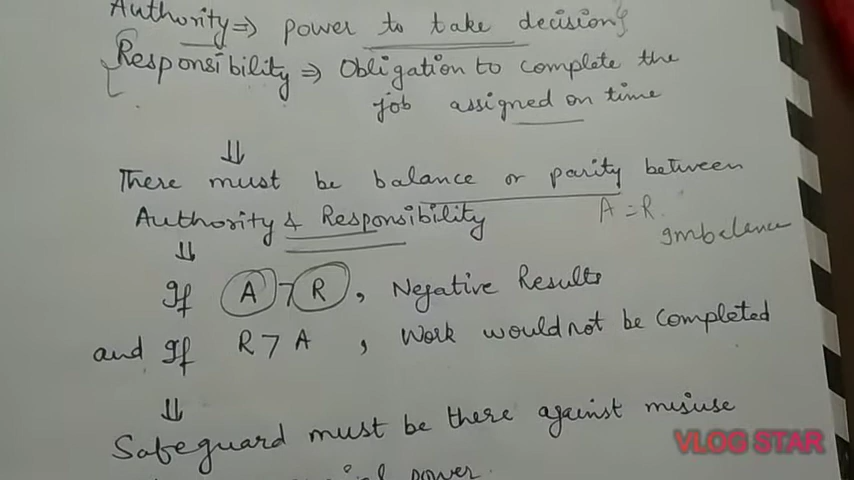 Authority ⇒ power to take decision
Responsibility ⇒ Obligation to complete the
job assigned on time
⇓
There must be balance or parity between
Authority & Responsibility
A = R
Imbalance
⇓
If A > R, Negative Results
and If R > A, Work would not be completed
⇓
Safeguard must be there against misuse
power.
VLOG STAR